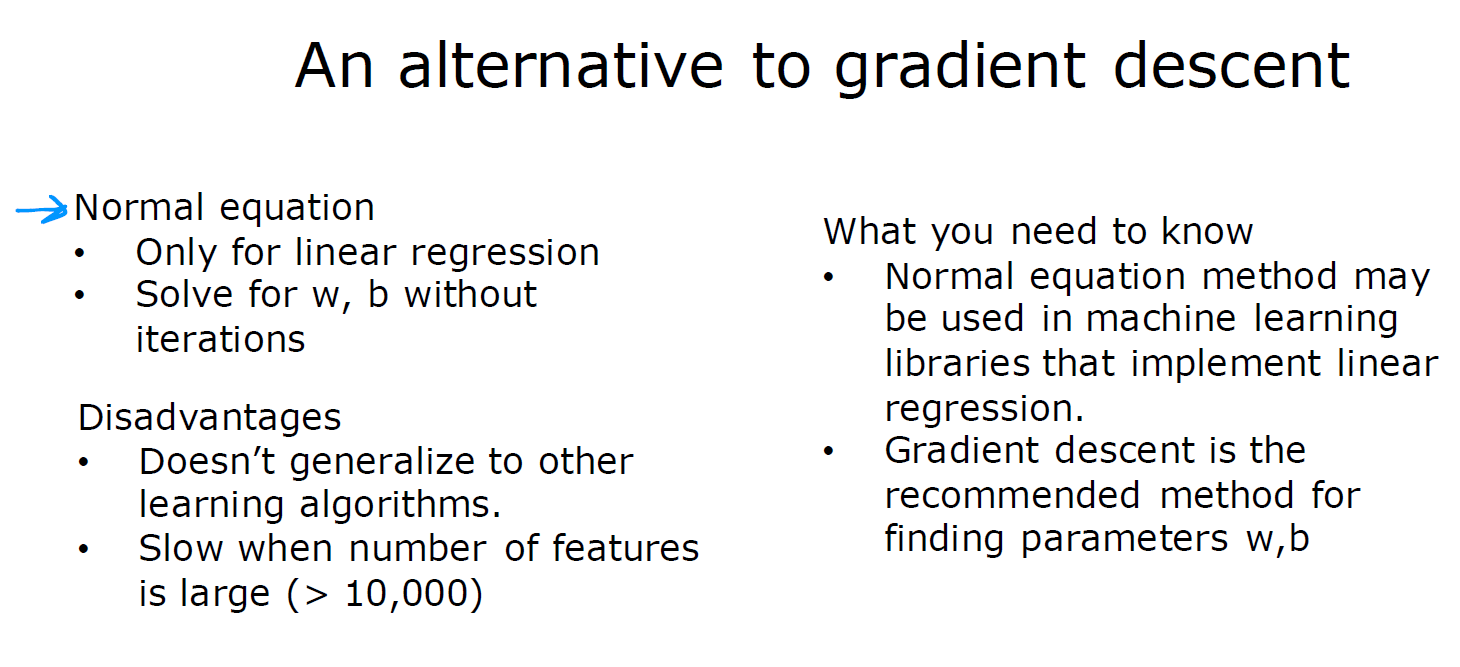 An alternative to gradient descent
Normal equation
• Only for linear regression
• Solve for w, b without
iterations
Disadvantages
• Doesn’t generalize to other
learning algorithms.
• Slow when number of features
is large (> 10,000)
What you need to know
• Normal equation method may
be used in machine learning
libraries that implement linear
regression.
• Gradient descent is the
recommended method for
finding parameters w,b